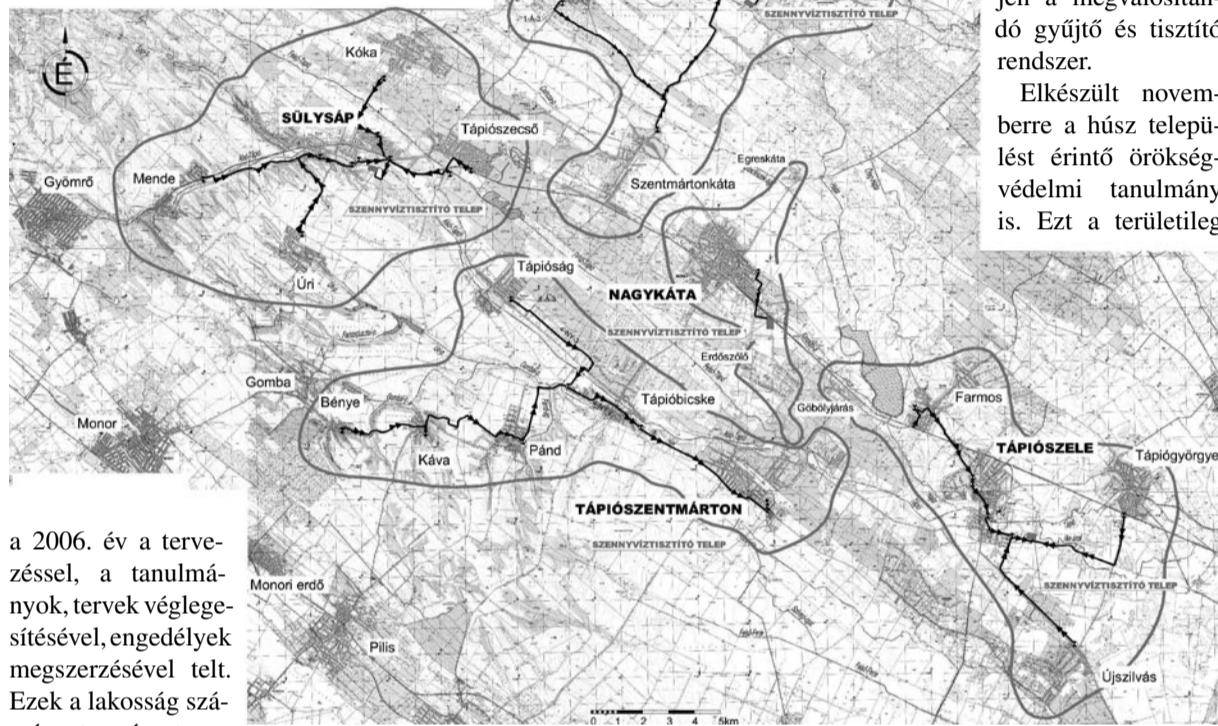 jen a megvalósítan-
dó gyűjtő és tisztító
rendszer.
Elkészült novem-
berre a húsz telepü-
lést érintő örökség-
védelmi tanulmány
is. Ezt a területileg
SZENNYVÍZTISZTÍTÓ TELEP
É
Kóka
SÜLYSÁP
Tápiószecső
Egreskáta
Gyömrő
Mende
Szentmártonkáta
SZENNYVÍZTISZTÍTÓ TELEP
Úri
Tápióság
NAGYKÁTA
SZENNYVÍZTISZTÍTÓ TELEP
Erdőszőlő
Gomba
Bénye
Tápióbicske
Göbölyjárás
Farmos
Monor
Káva
Pánd
TÁPIÓSZELE
Tápiógyörgye
TÁPIÓSZENTMÁRTON
SZENNYVÍZTISZTÍTÓ TELEP
Monori erdő
SZENNYVÍZTISZTÍTÓ TELEP
Pilis
Újszilvás
0 1 2 3 4 5km
a 2006. év a terve-
zéssel, a tanulmá-
nyok, tervek véglege-
sítésével, engedélyek
megszerzésével telt.
Ezek a lakosság szá-